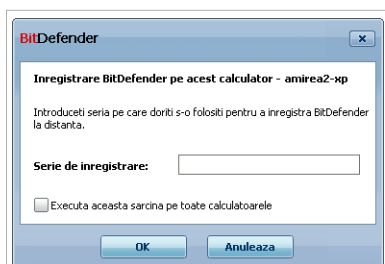 BitDefender
Inregistrare BitDefender pe acest calculator - amirea2-xp
Introduceti seria pe care doriti s-o folositi pentru a inregistra BitDefender
la distanta.
Serie de inregistrare:
Executa aceasta sarcina pe toate calculatoarele
OK Anuleaza